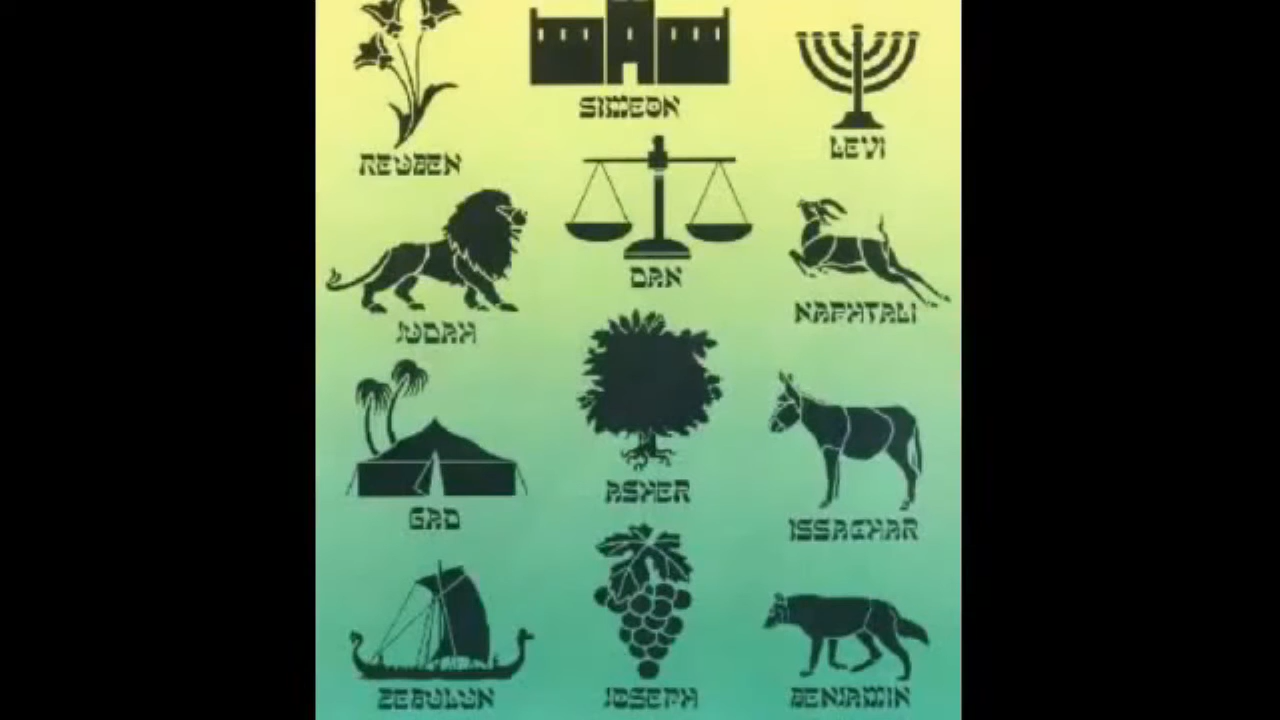 REUBEN
SIMEON
LEVI
JUDAH
DAN
NAPHTALI
GAD
ASHER
ISSACHAR
ZEBULUN
JOSEPH
BENJAMIN